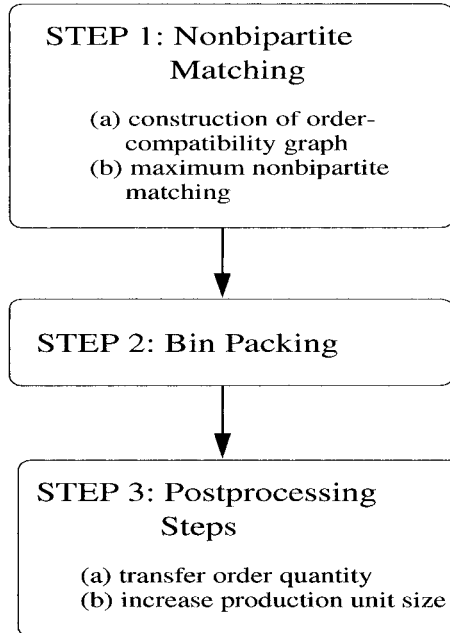 STEP 1: Nonbipartite
Matching
(a) construction of order-
compatibility graph
(b) maximum nonbipartite
matching
STEP 2: Bin Packing
STEP 3: Postprocessing
Steps
(a) transfer order quantity
(b) increase production unit size